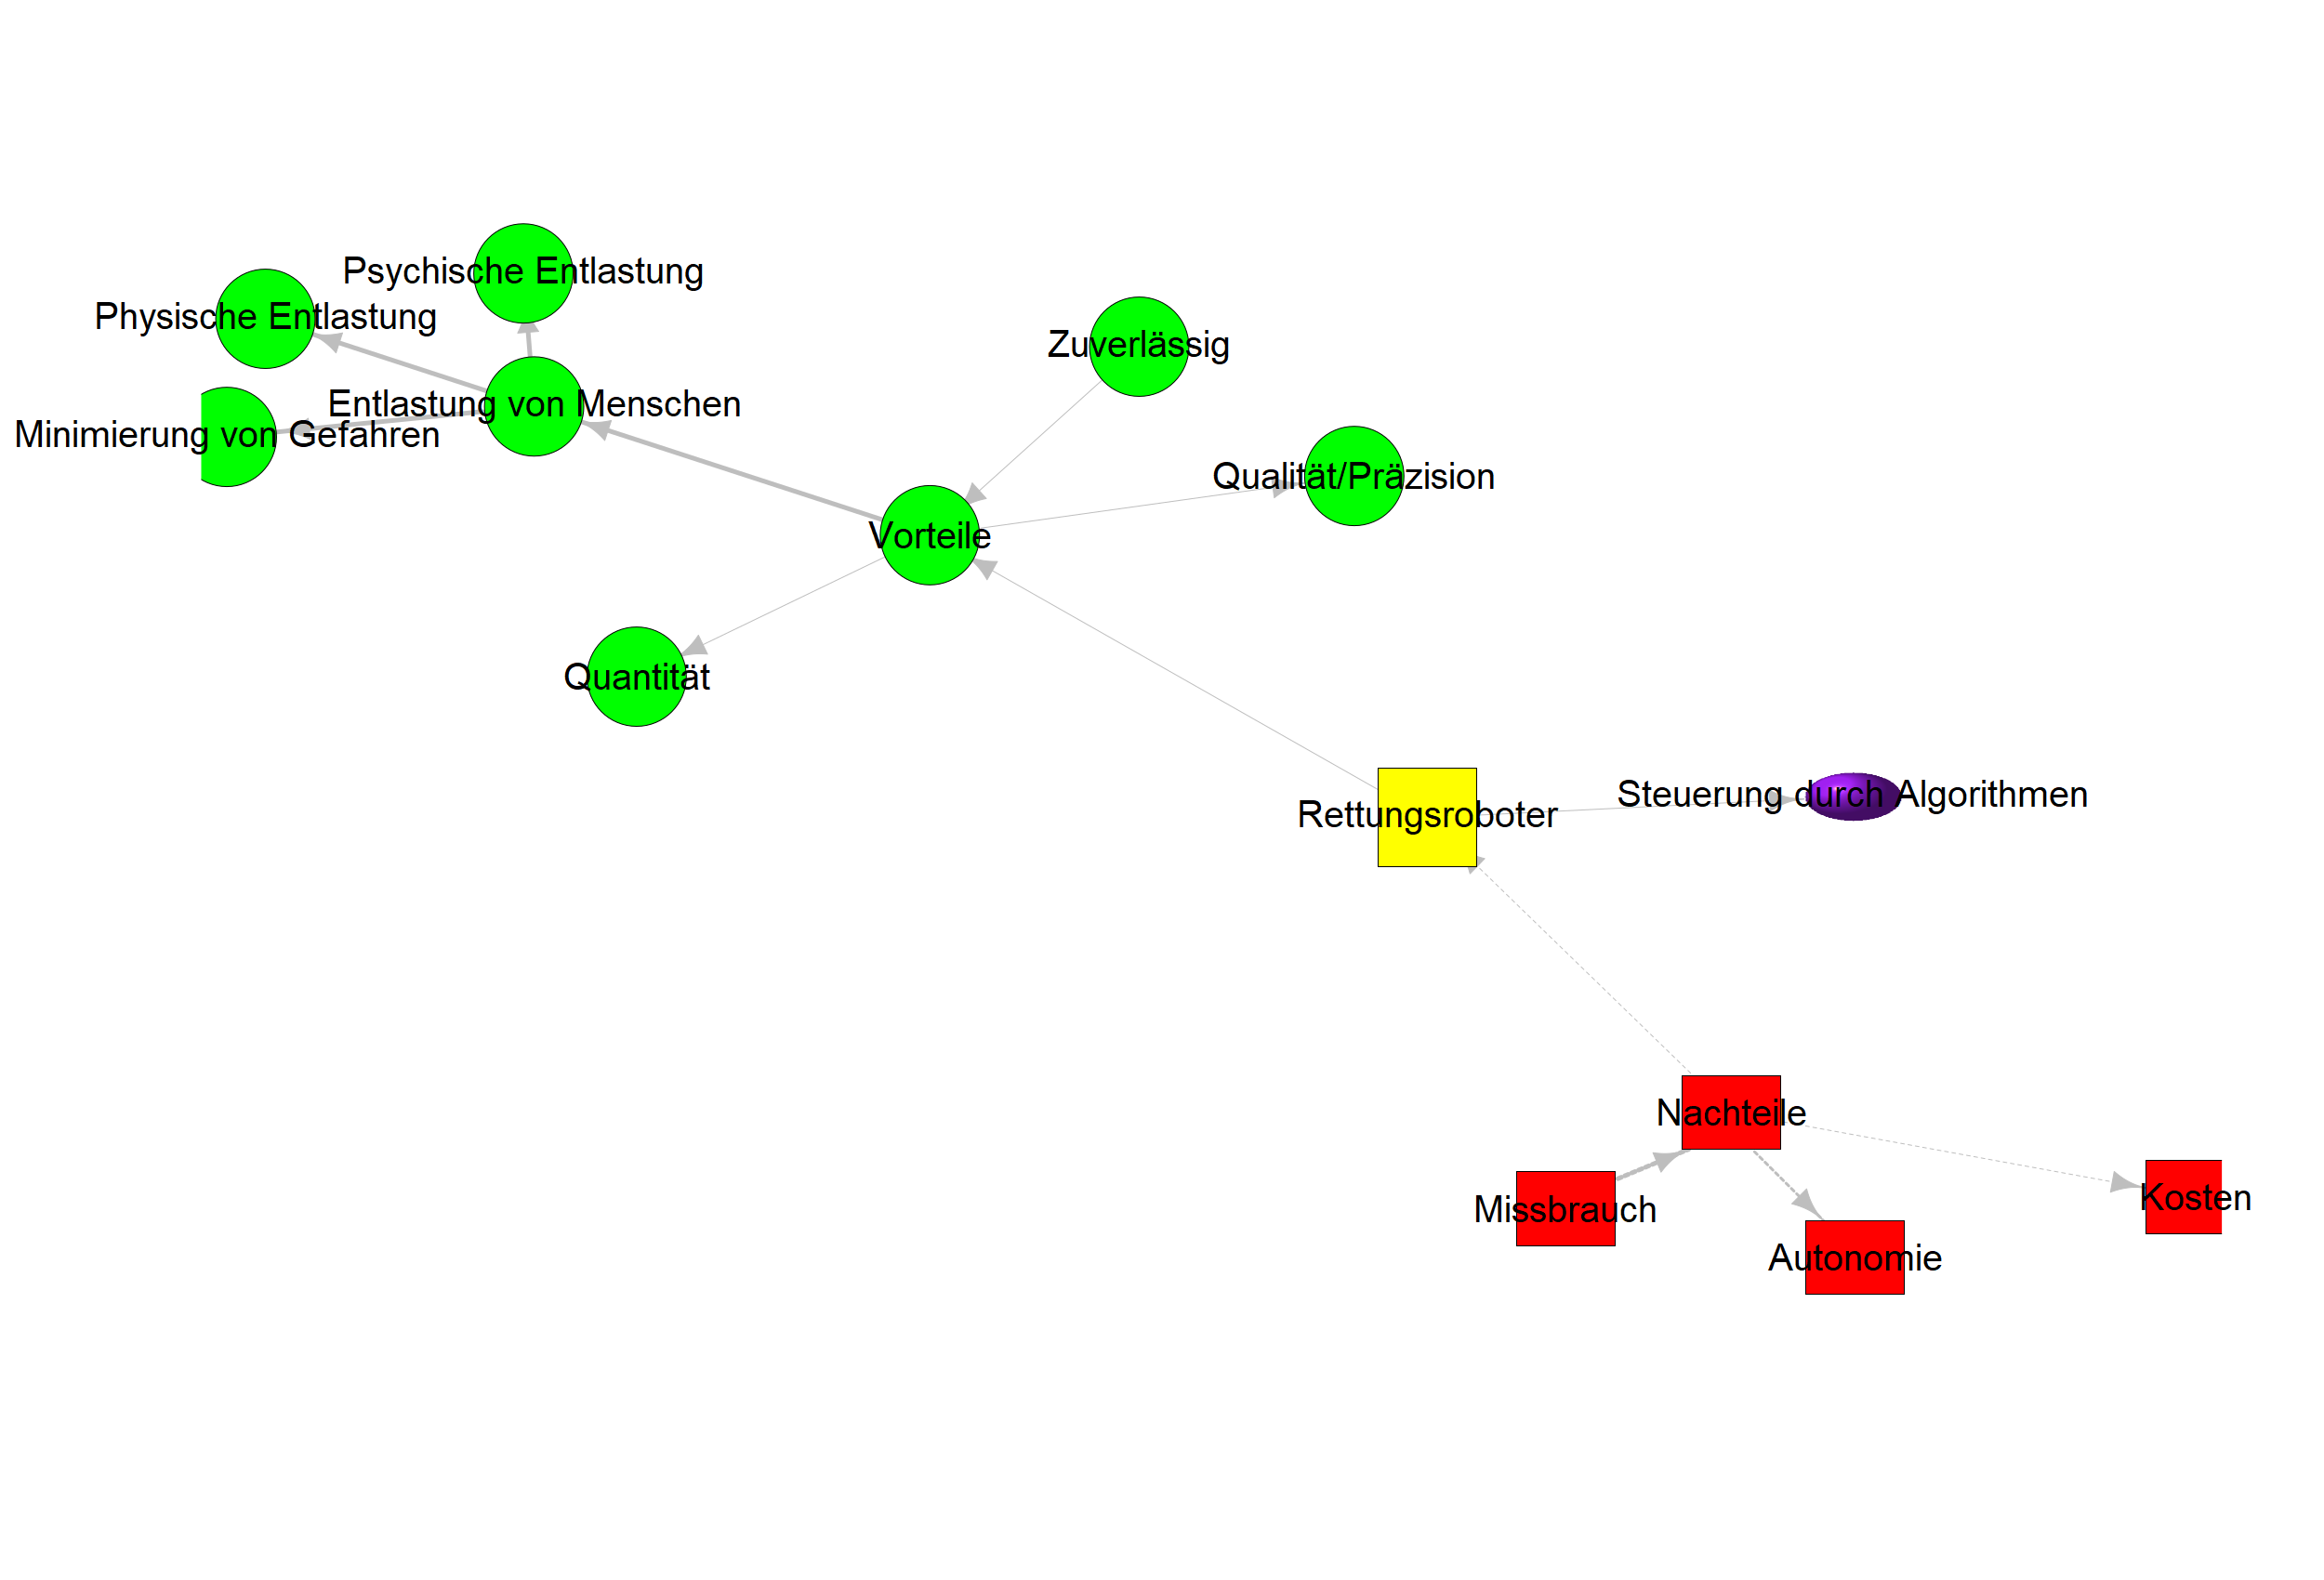 Psychische Entlastung
Physische Entlastung
Zuverlässig
Entlastung von Menschen
Minimierung von Gefahren
Qualität/Präzision
Vorteile
Quantität
Steuerung durch Algorithmen
Rettungsroboter
Nachteile
Kosten
Missbrauch
Autonomie